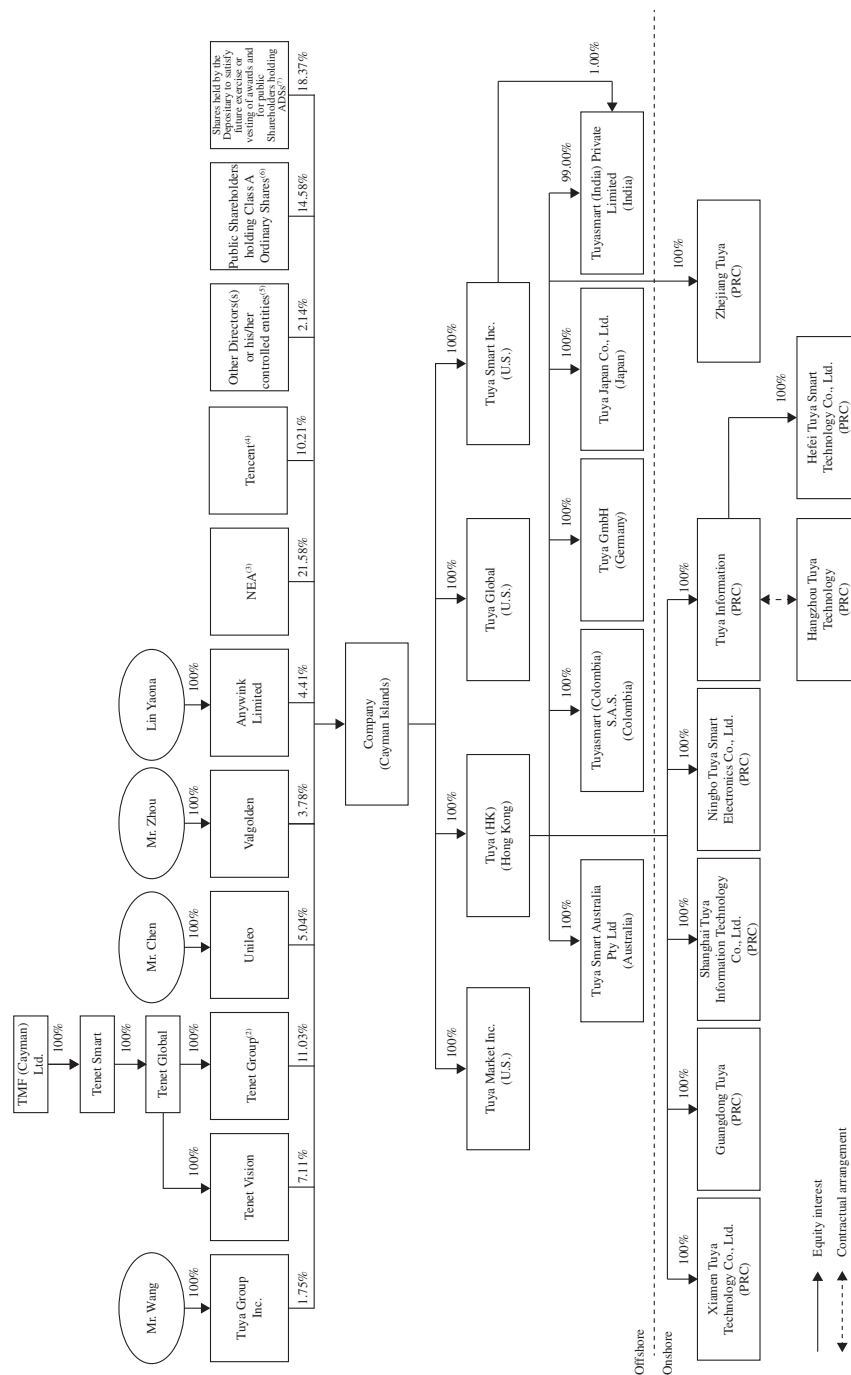 TMF (Cayman)
Ltd.
100%
Tenet Smart
100%
Mr. Wang
Tenet Global
Mr. Chen
Mr. Zhou
Lin Yaona
100%
100%
100%
100%
100%
100%
Tuya Group
Inc.
Tenet Vision
Tenet Group(2)
Unileo
Valgolden
Anywink
Limited
NEA(3)
Tencent(4)
Other Directors(s)
or his/her
controlled entities(5)
Public Shareholders
holding Class A
Ordinary Shares(6)
Shares held by the
Depositary to satisfy
future exercise or
vesting of awards and
for public
Shareholders holding
ADSs(7)
1.75%
7.11%
11.03%
5.04%
3.78%
4.41%
21.58%
10.21%
2.14%
14.58%
18.37%
Company
(Cayman Islands)
100%
100%
100%
100%
Tuya Market Inc.
(U.S.)
Tuya (HK)
(Hong Kong)
Tuya Global
(U.S.)
Tuya Smart Inc.
(U.S.)
100%
100%
100%
100%
99.00%
1.00%
Tuya Smart Australia
Pty Ltd
(Australia)
Tuyasmart (Colombia)
S.A.S.
(Colombia)
Tuya GmbH
(Germany)
Tuya Japan Co., Ltd.
(Japan)
Tuyasmart (India) Private
Limited
(India)
Offshore
Onshore
100%
100%
100%
100%
100%
100%
Xiamen Tuya
Technology Co., Ltd.
(PRC)
Guangdong Tuya
(PRC)
Shanghai Tuya
Information Technology
Co., Ltd.
(PRC)
Ningbo Tuya Smart
Electronics Co., Ltd.
(PRC)
Tuya Information
(PRC)
Zhejiang Tuya
(PRC)
100%
Hangzhou Tuya
Technology
(PRC)
Hefei Tuya Smart
Technology Co., Ltd.
(PRC)
Equity interest
Contractual arrangement